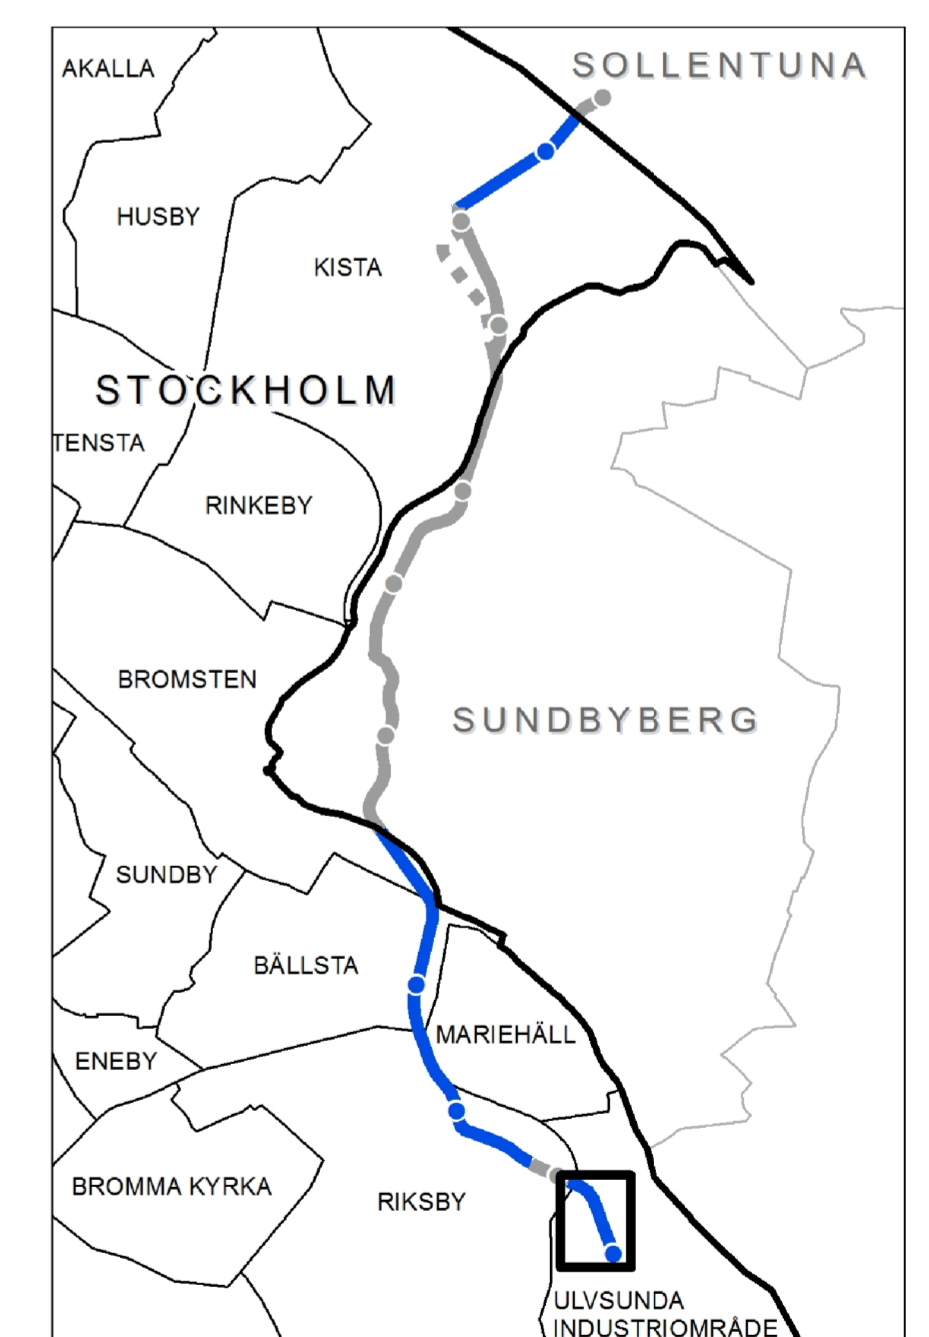 SOLLENTUNA
AKALLA
HUSBY
KISTA
STOCKHOLM
TENSTA
RINKEBY
BROMSTEN
SUNDBYBERG
SUNDBY
BÄLLSTA
MARIEHÄLL
ENEBY
BROMMA KYRKA
RIKSBY
ULVSUNDA
INDUSTRIOMRÅDE